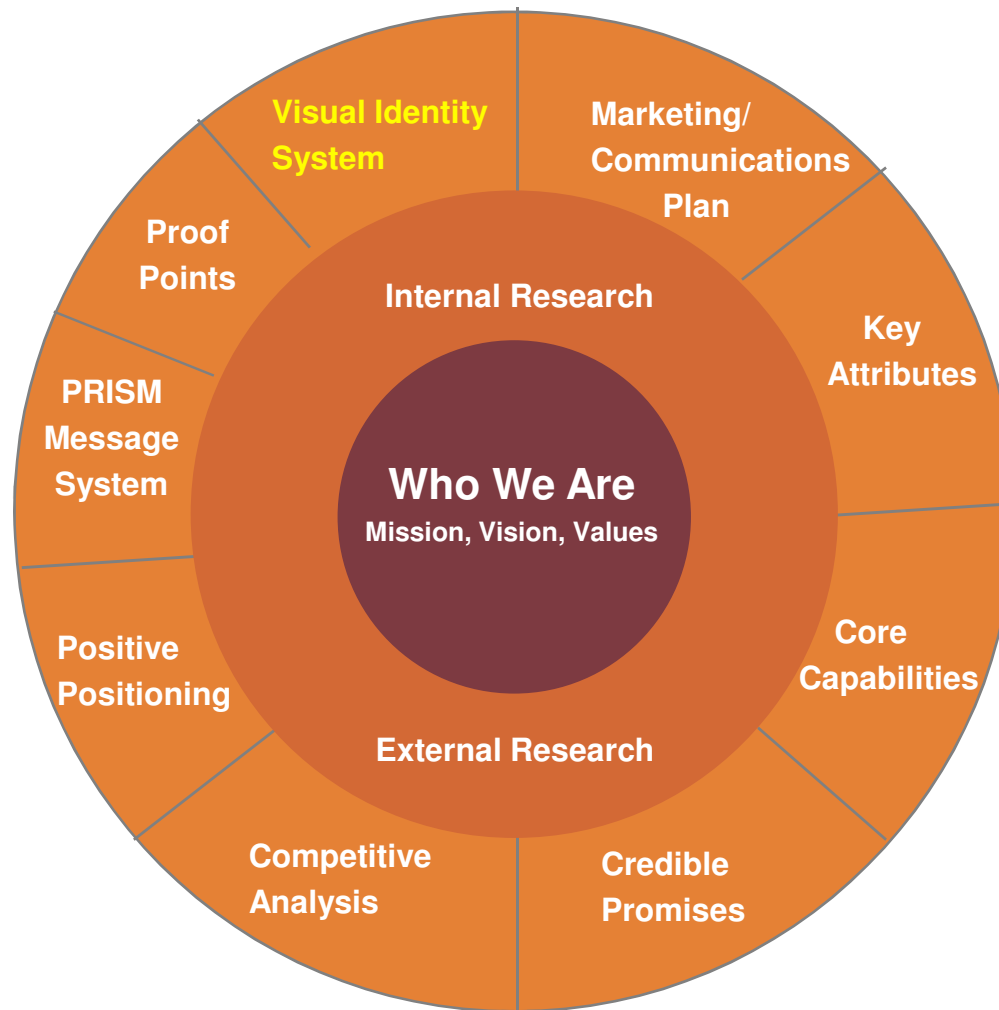 Visual Identity
System
Marketing/
Communications
Plan
Proof
Points
Internal Research
Key
Attributes
PRISM
Message
System
Who We Are
Mission, Vision, Values
Positive
Positioning
Core
Capabilities
External Research
Competitive
Analysis
Credible
Promises